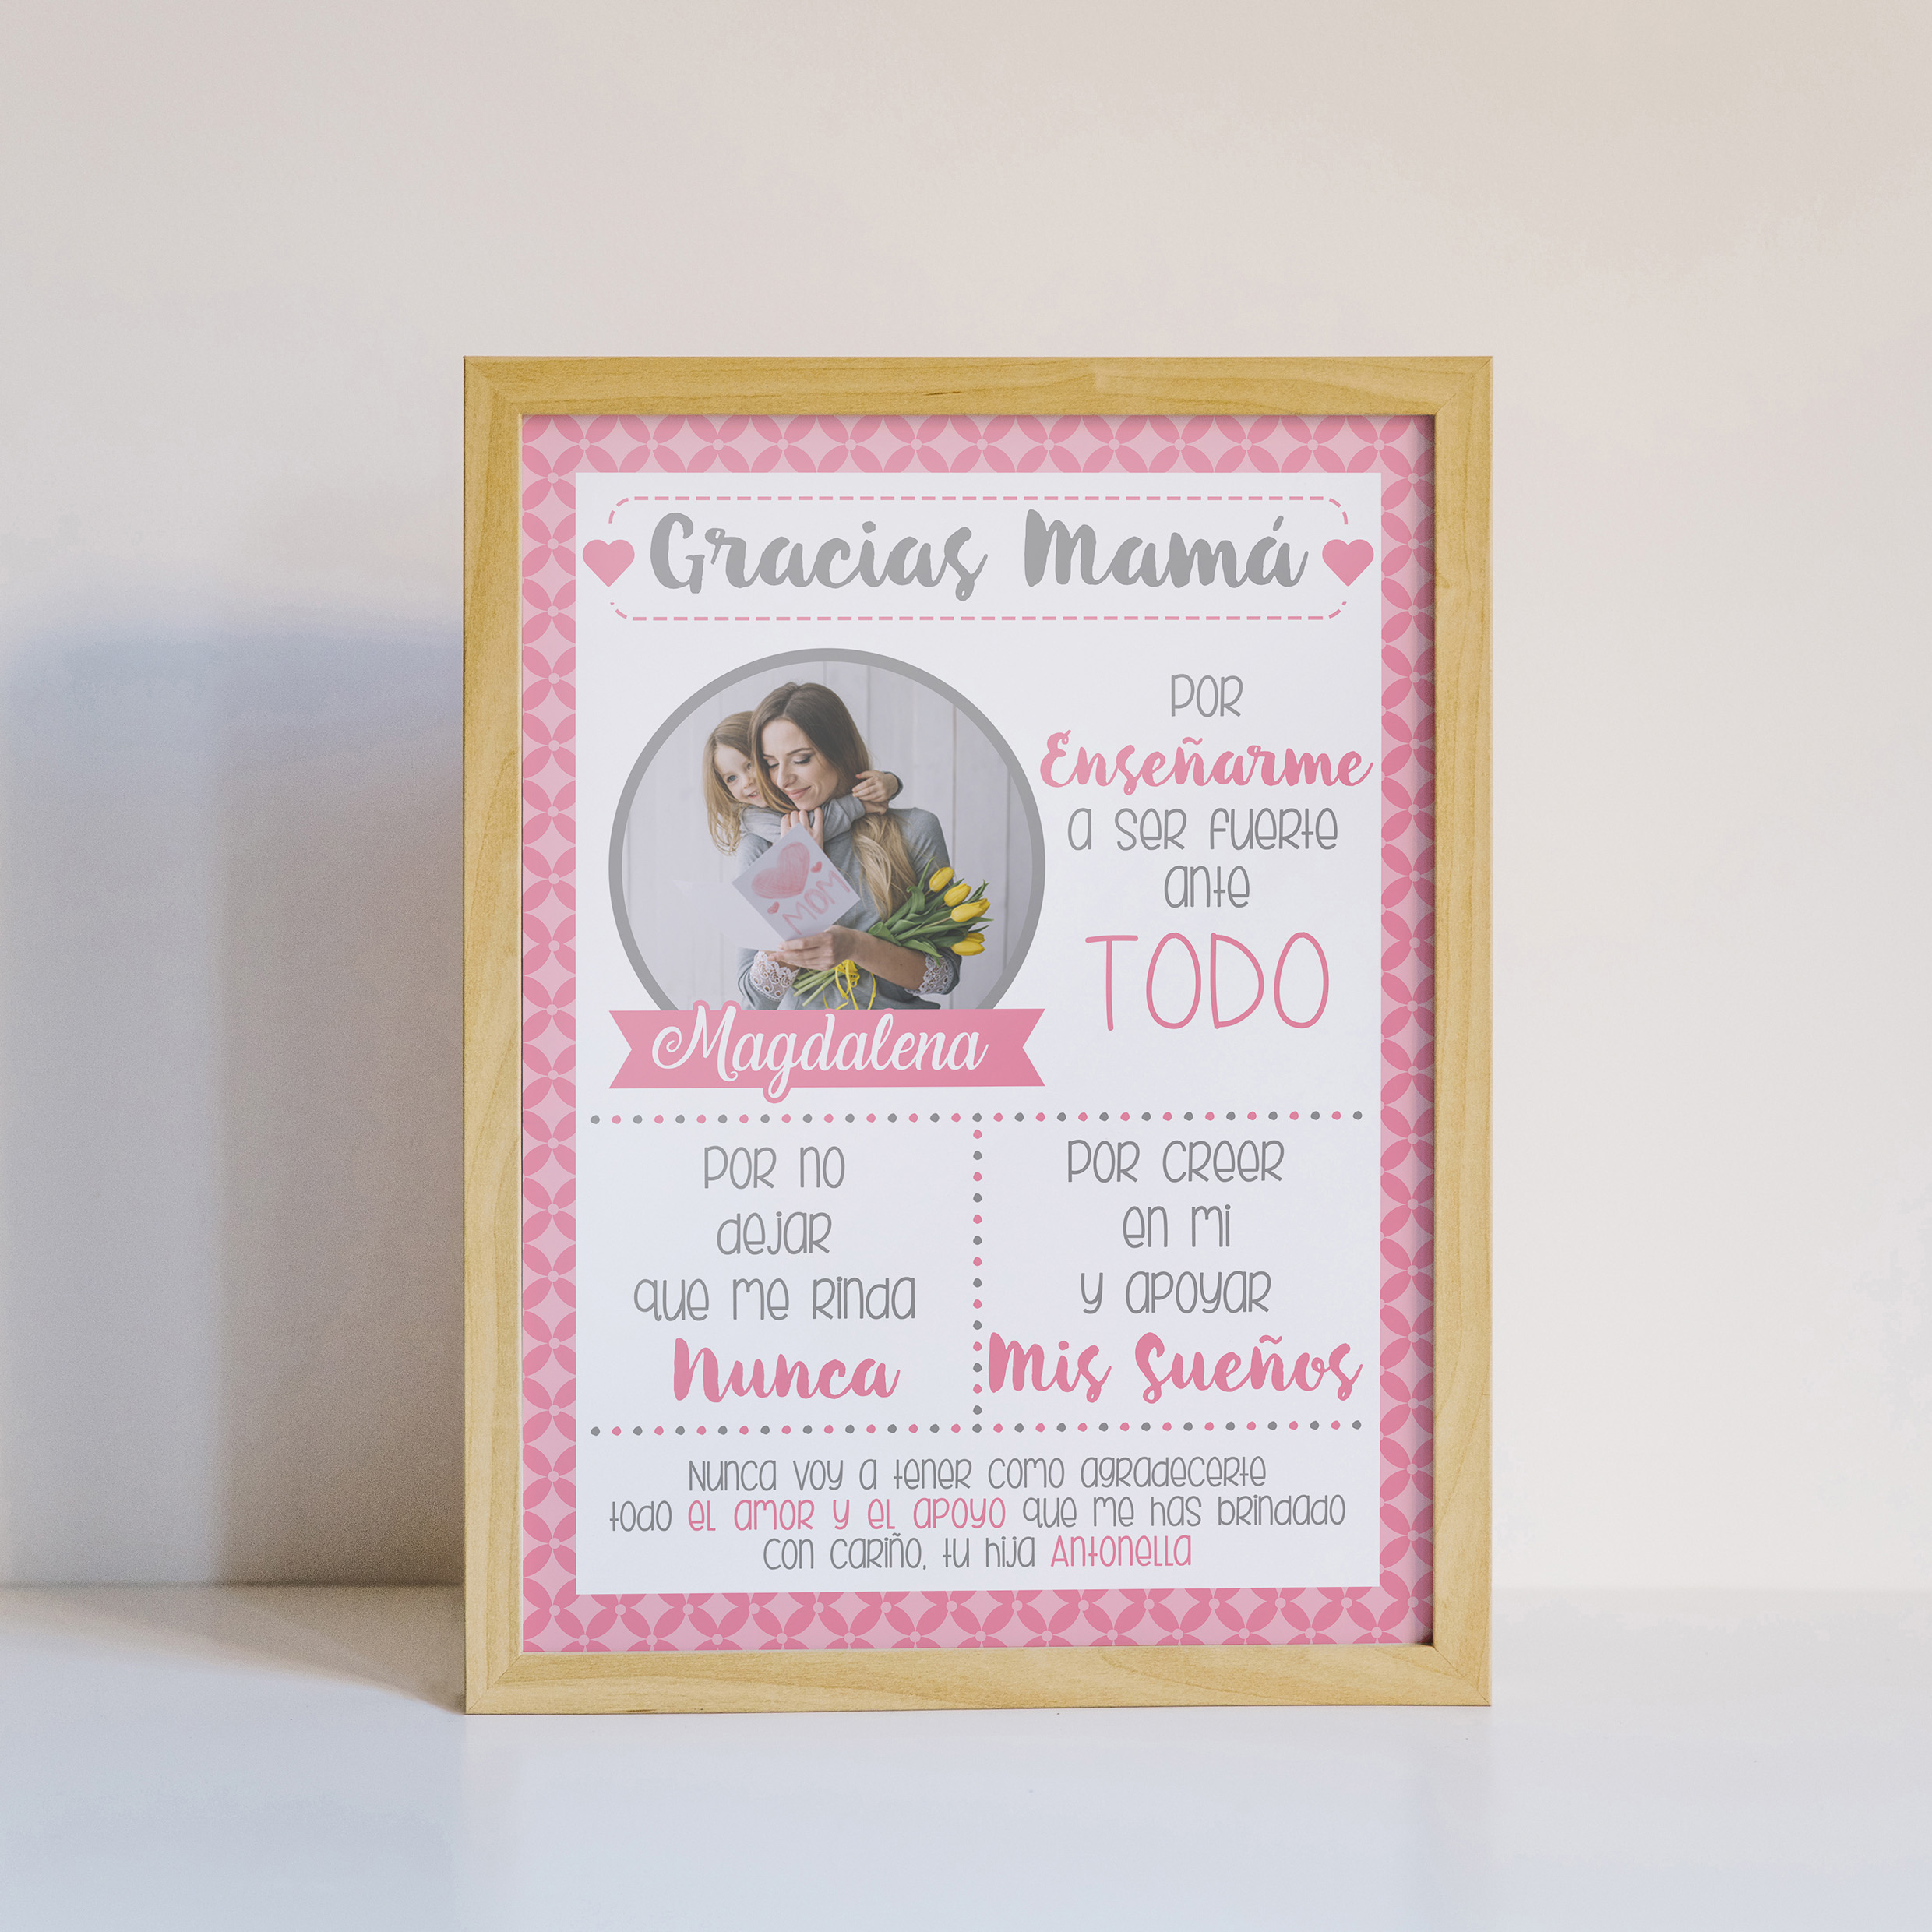 Gracias Mamá
MOM
Magdalena
Por
Enseñarme
a ser fuerte
ante
TODO
Por no
dejar
que me rinda
Nunca
Por creer
en mi
y apoyar
Mis Sueños
Nunca voy a tener como agradecerte
todo el amor y el apoyo que me has brindado
con cariño, tu hija Antonella